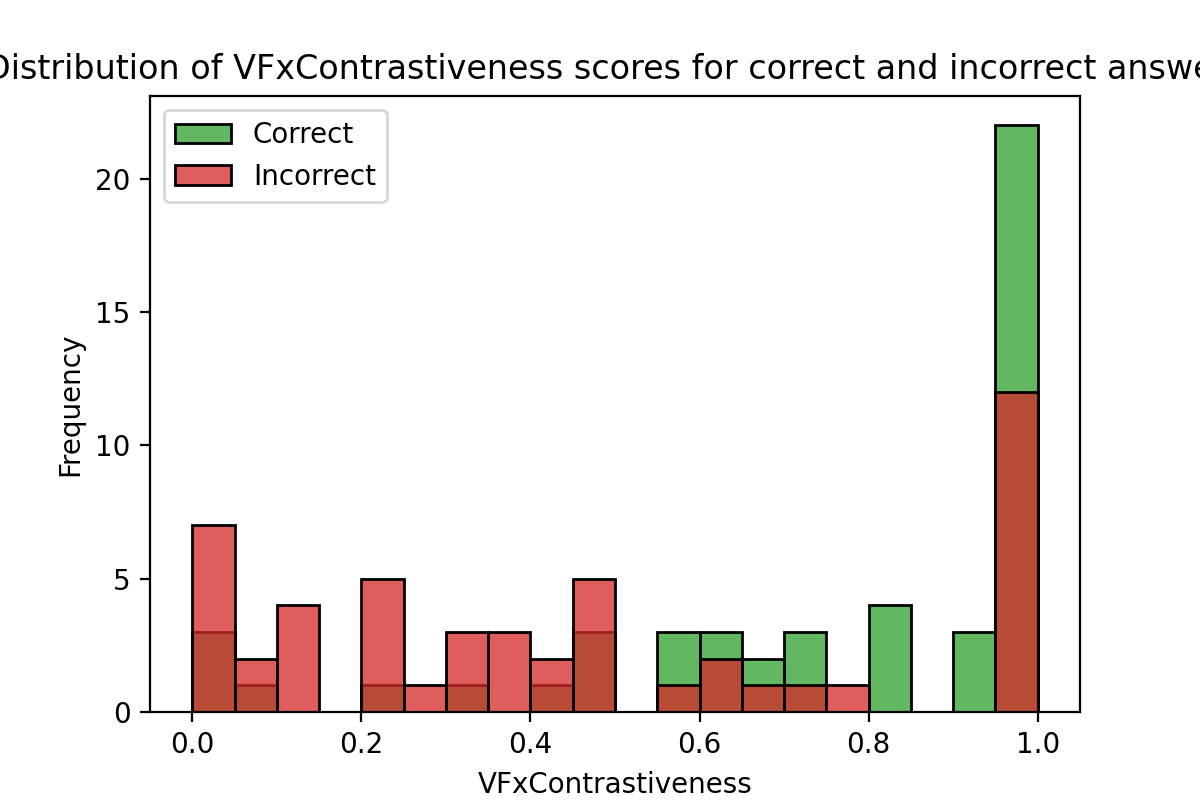 Distribution of VFxContrastiveness scores for correct and incorrect answe
Correct
Incorrect
20
15
10
5
0
Frequency
0.0 0.2 0.4 0.6 0.8 1.0
VFxContrastiveness